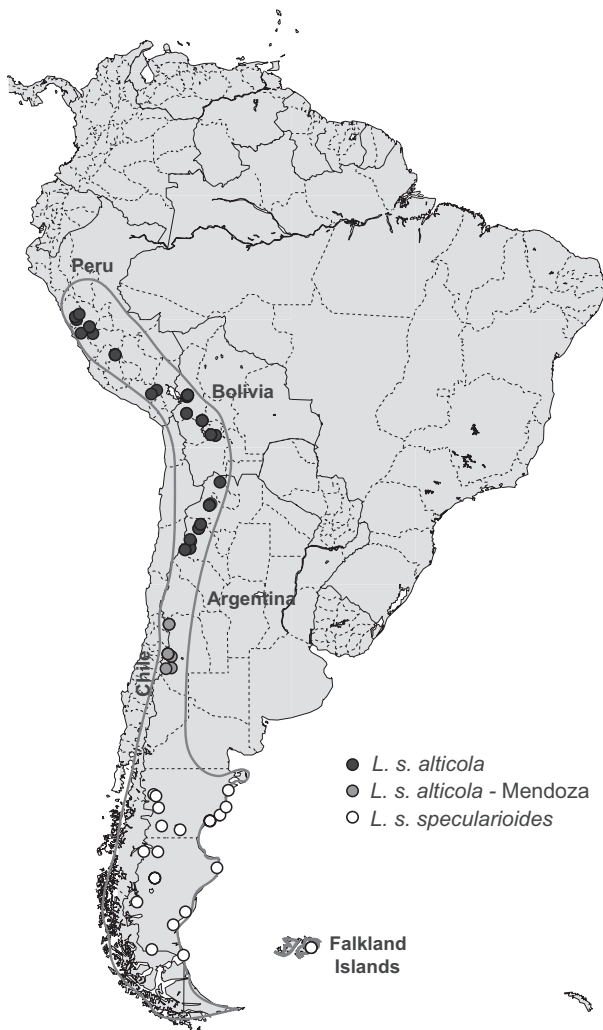 Peru
Bolivia
Argentina
Chile
L. s. alticola
L. s. alticola - Mendoza
L. s. specularioides
Falkland
Islands